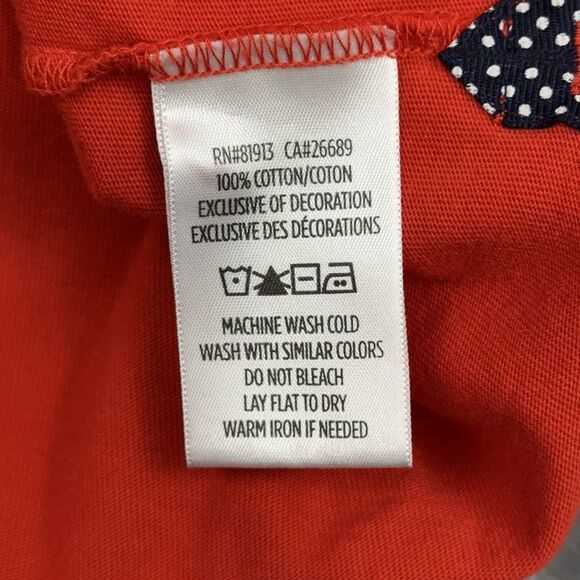 RN#81913 CA#26689
100% COTTON/COTON
EXCLUSIVE OF DECORATION
EXCLUSIVE DES DÉCORATIONS
MACHINE WASH COLD
WASH WITH SIMILAR COLORS
DO NOT BLEACH
LAY FLAT TO DRY
WARM IRON IF NEEDED